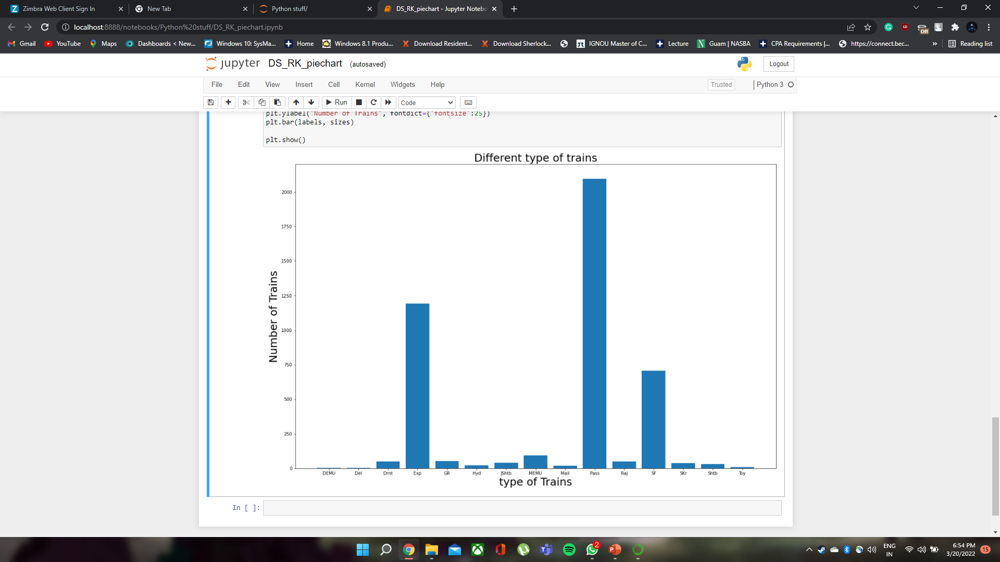 Zimbra Web Client Sign In
New Tab
Python stuff/
DS_RK_piechart - Jupyter Notebo
localhost:8888/notebooks/Python%20stuff/DS_RK_piechart.ipynb
Off
Gmail
YouTube
Maps
Dashboards < New...
Windows 10: SysMa...
Home
Windows 8.1 Produ...
Download Resident...
Download Sherlock...
IGNOU Master of C...
Lecture
Guam | NASBA
CPA Requirements |...
https://connect.bec...
»
Reading list
jupyter DS_RK_piechart (autosaved)
Logout
File Edit View Insert Cell Kernel Widgets Help
Trusted
Python 3
Run
Code
plt.ylabel("Number of Trains", fontdict={'fontsize':25})
plt.bar(labels, sizes)
plt.show()
Different type of trains
2000
1750
1500
1250
1000
750
500
250
0
Number of Trains
DEMU Del Drnt Exp GR Hyd JShtb MEMU Mail Pass Raj SF SKr Shtb Toy
type of Trains
In [ ]:
2
ENG
IN
6:54 PM
3/20/2022
15